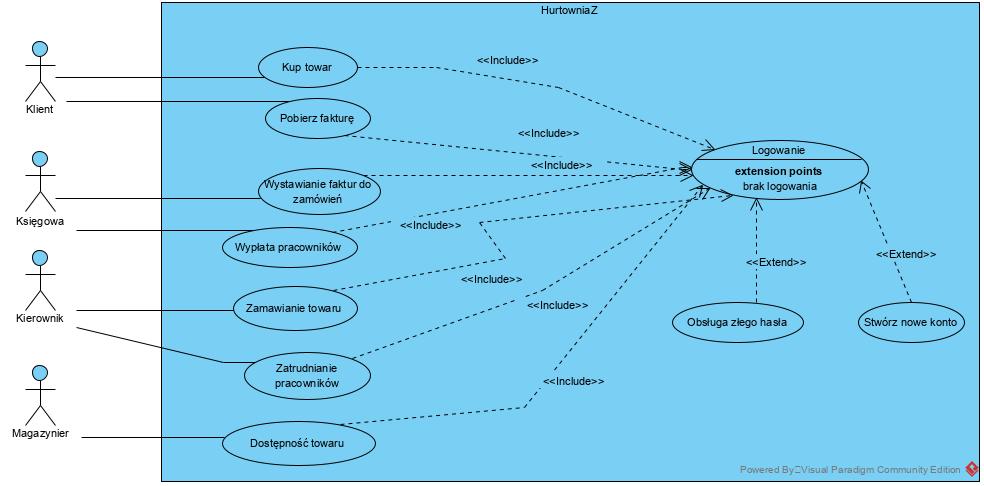 HurtowniaZ
Klient
Kup towar
<<Include>>
Pobierz fakturę
<<Include>>
<<Include>>
Logowanie
extension points
brak logowania
Księgowa
Wystawianie faktur do
zamówień
Wypłata pracowników
<<Include>>
<<Extend>>
<<Extend>>
Kierownik
Zamawianie towaru
<<Include>>
<<Include>>
Obsługa złego hasła
Stwórz nowe konto
Zatrudnianie
pracowników
<<Include>>
Magazynier
Dostępność towaru
Powered By Visual Paradigm Community Edition